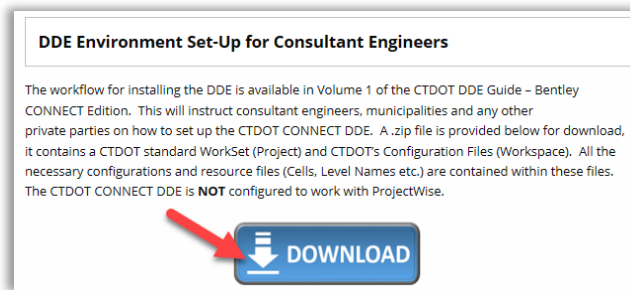 DDE Environment Set-Up for Consultant Engineers
The workflow for installing the DDE is available in Volume 1 of the CTDOT DDE Guide – Bentley
CONNECT Edition.  This will instruct consultant engineers, municipalities and any other
private parties on how to set up the CTDOT CONNECT DDE.  A .zip file is provided below for download,
it contains a CTDOT standard WorkSet (Project) and CTDOT's Configuration Files (Workspace).  All the
necessary configurations and resource files (Cells, Level Names etc.) are contained within these files.
The CTDOT CONNECT DDE is NOT configured to work with ProjectWise.
DOWNLOAD